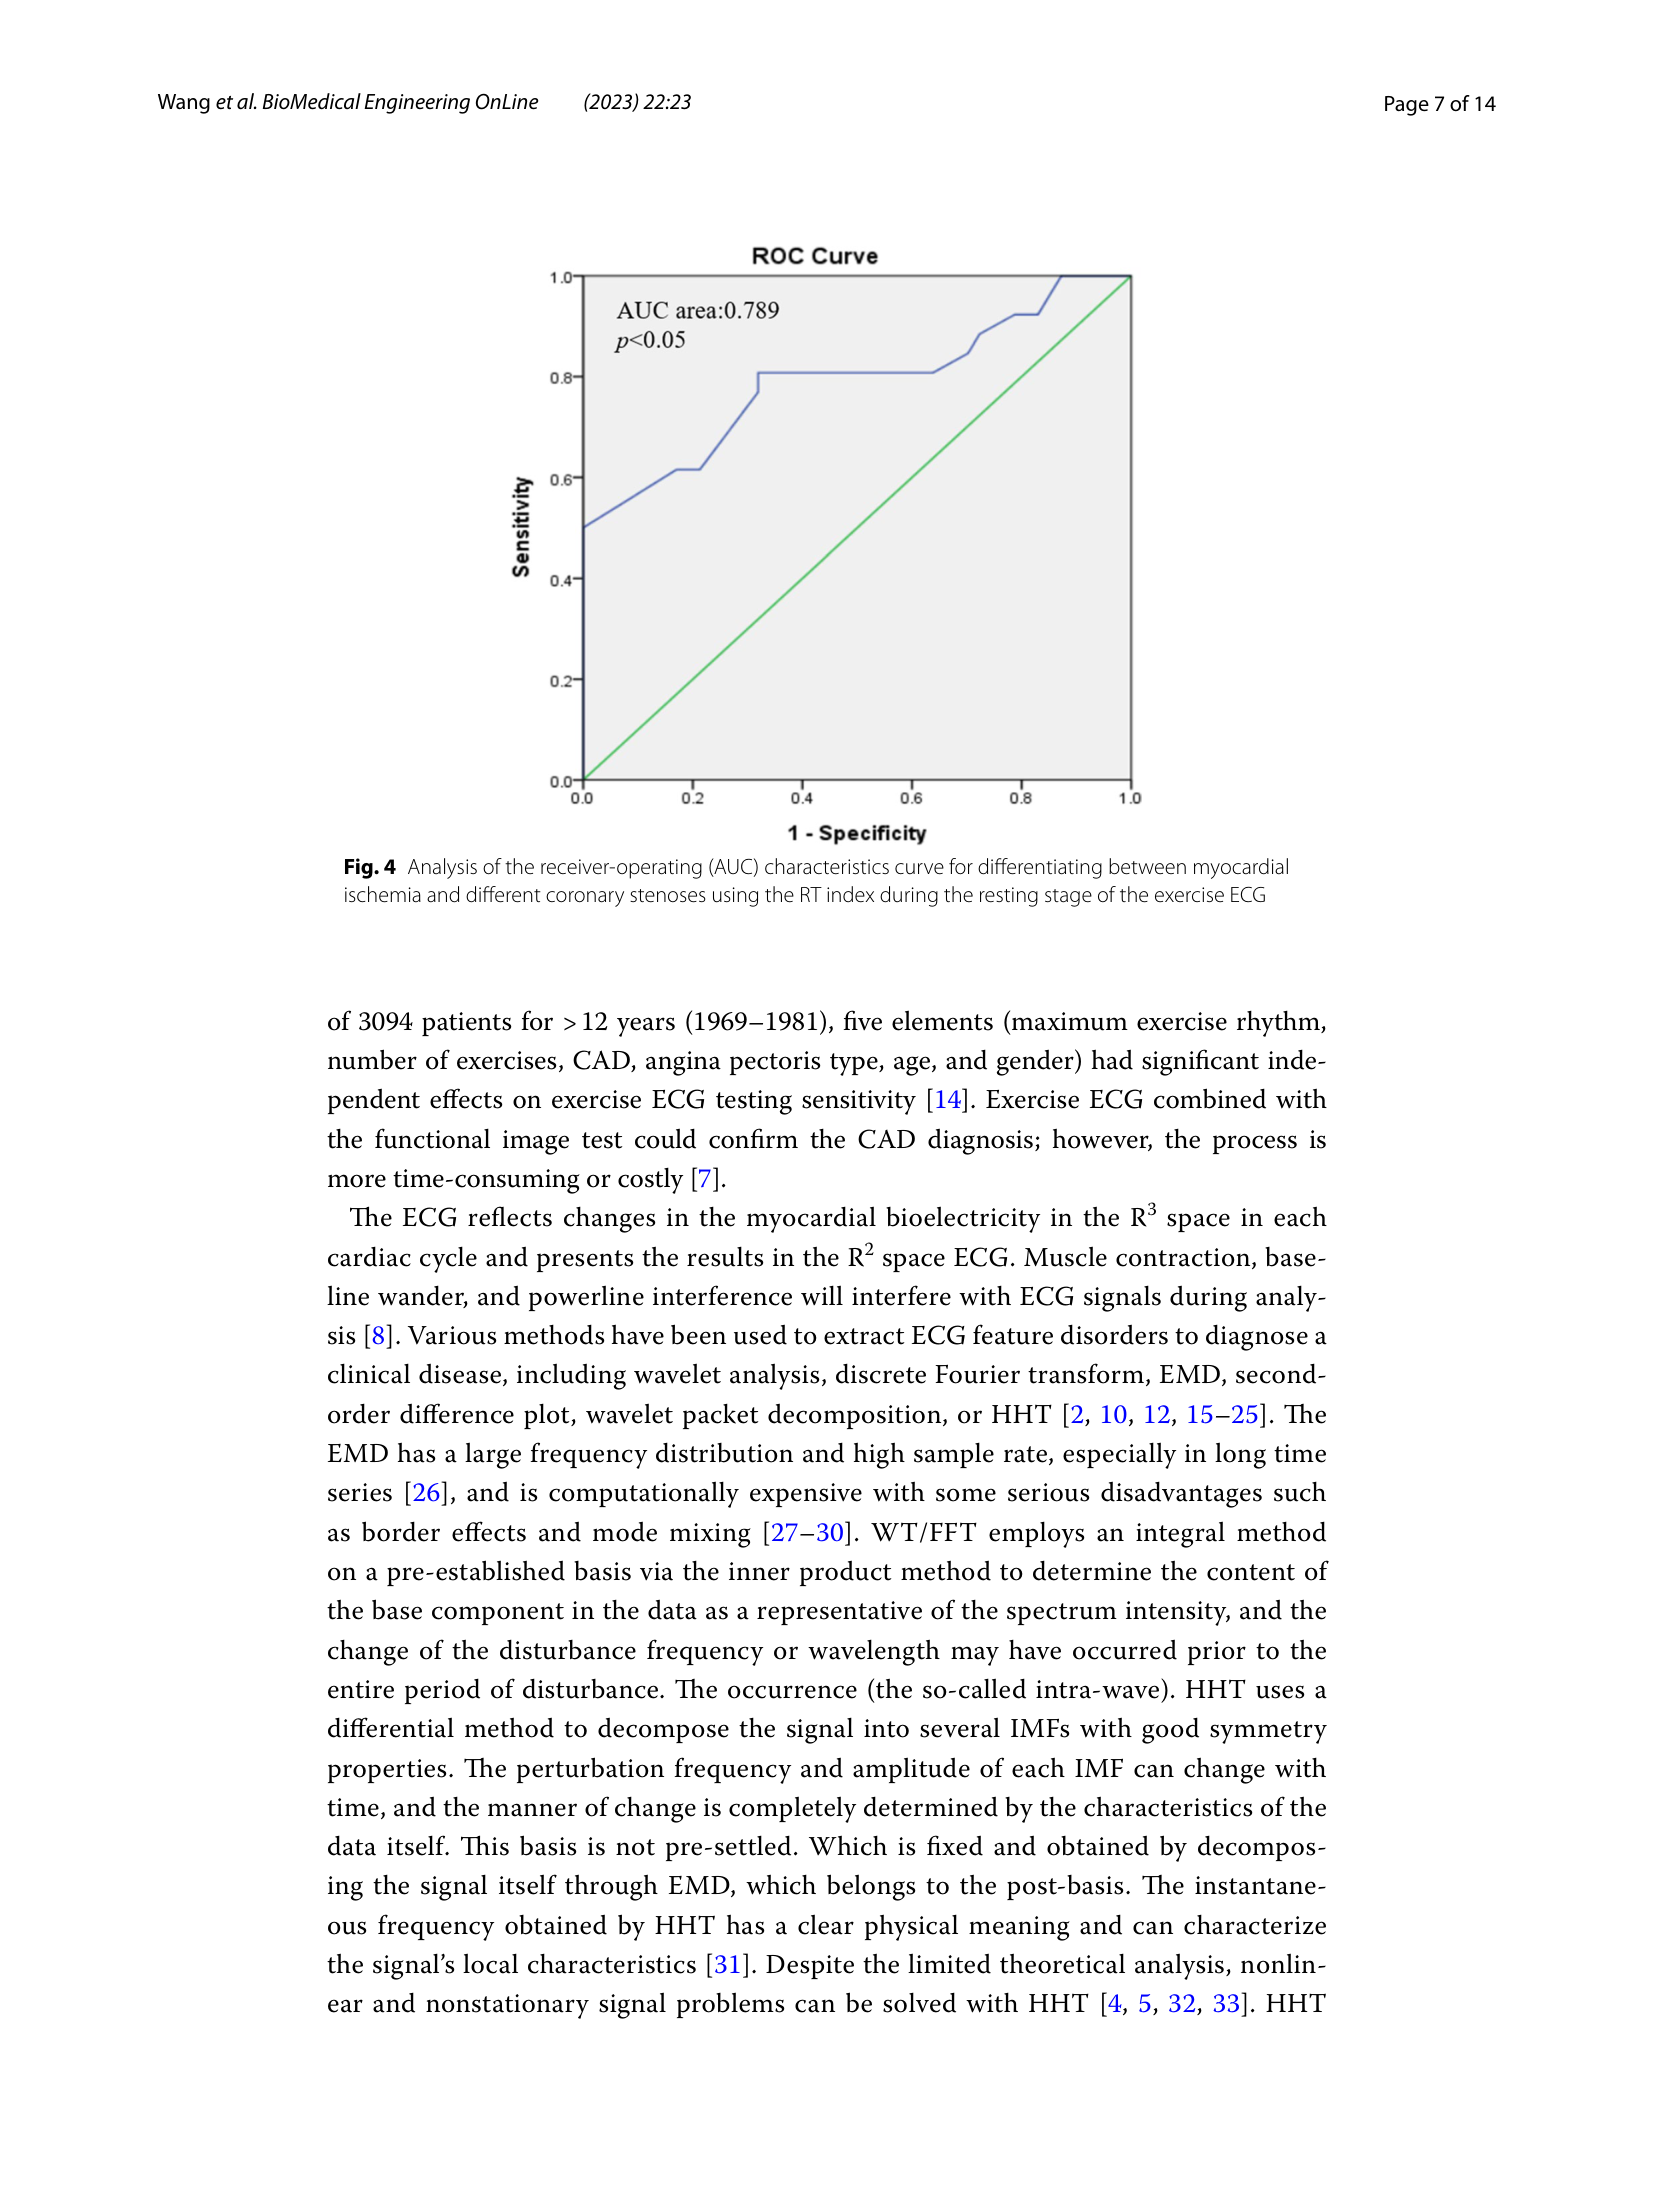 Wang et al. BioMedical Engineering OnLine (2023) 22:23
Page 7 of 14
ROC Curve
AUC area:0.789
p<0.05
1.0
0.8
0.6
0.4
0.2
0.0
Sensitivity
0.0 0.2 0.4 0.6 0.8 1.0
1 - Specificity
Fig. 4 Analysis of the receiver-operating (AUC) characteristics curve for differentiating between myocardial
ischemia and different coronary stenoses using the RT index during the resting stage of the exercise ECG
of 3094 patients for > 12 years (1969–1981), five elements (maximum exercise rhythm,
number of exercises, CAD, angina pectoris type, age, and gender) had significant inde-
pendent effects on exercise ECG testing sensitivity [14]. Exercise ECG combined with
the functional image test could confirm the CAD diagnosis; however, the process is
more time-consuming or costly [7].
The ECG reflects changes in the myocardial bioelectricity in the R³ space in each
cardiac cycle and presents the results in the R² space ECG. Muscle contraction, base-
line wander, and powerline interference will interfere with ECG signals during analy-
sis [8]. Various methods have been used to extract ECG feature disorders to diagnose a
clinical disease, including wavelet analysis, discrete Fourier transform, EMD, second-
order difference plot, wavelet packet decomposition, or HHT [2, 10, 12, 15–25]. The
EMD has a large frequency distribution and high sample rate, especially in long time
series [26], and is computationally expensive with some serious disadvantages such
as border effects and mode mixing [27–30]. WT/FFT employs an integral method
on a pre-established basis via the inner product method to determine the content of
the base component in the data as a representative of the spectrum intensity, and the
change of the disturbance frequency or wavelength may have occurred prior to the
entire period of disturbance. The occurrence (the so-called intra-wave). HHT uses a
differential method to decompose the signal into several IMFs with good symmetry
properties. The perturbation frequency and amplitude of each IMF can change with
time, and the manner of change is completely determined by the characteristics of the
data itself. This basis is not pre-settled. Which is fixed and obtained by decompos-
ing the signal itself through EMD, which belongs to the post-basis. The instantane-
ous frequency obtained by HHT has a clear physical meaning and can characterize
the signal's local characteristics [31]. Despite the limited theoretical analysis, nonlin-
ear and nonstationary signal problems can be solved with HHT [4, 5, 32, 33]. HHT